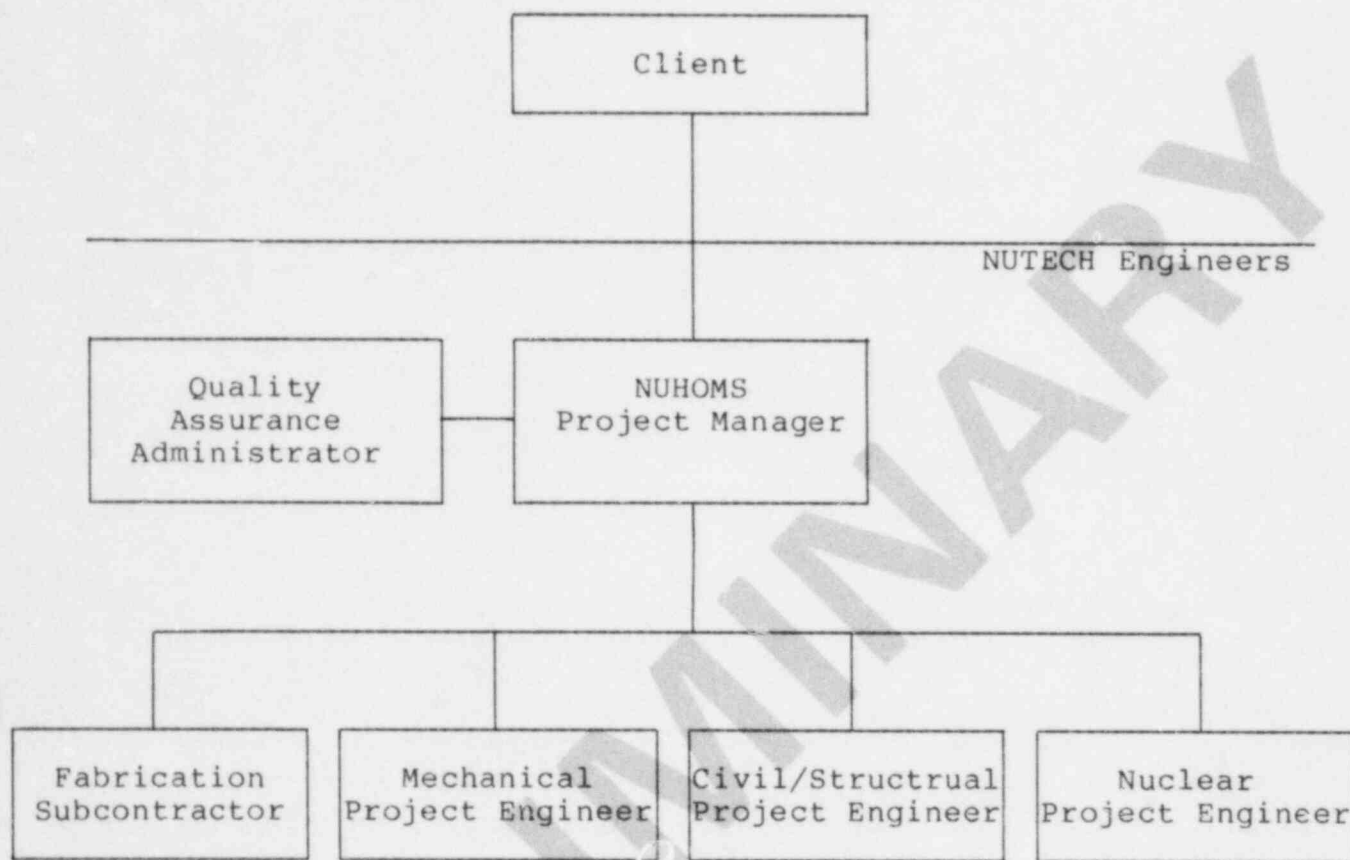 Client
NUTECH Engineers
Quality
Assurance
Administrator
NUHOMS
Project Manager
Fabrication
Subcontractor
Mechanical
Project Engineer
Civil/Structrual
Project Engineer
Nuclear
Project Engineer
IMINARY